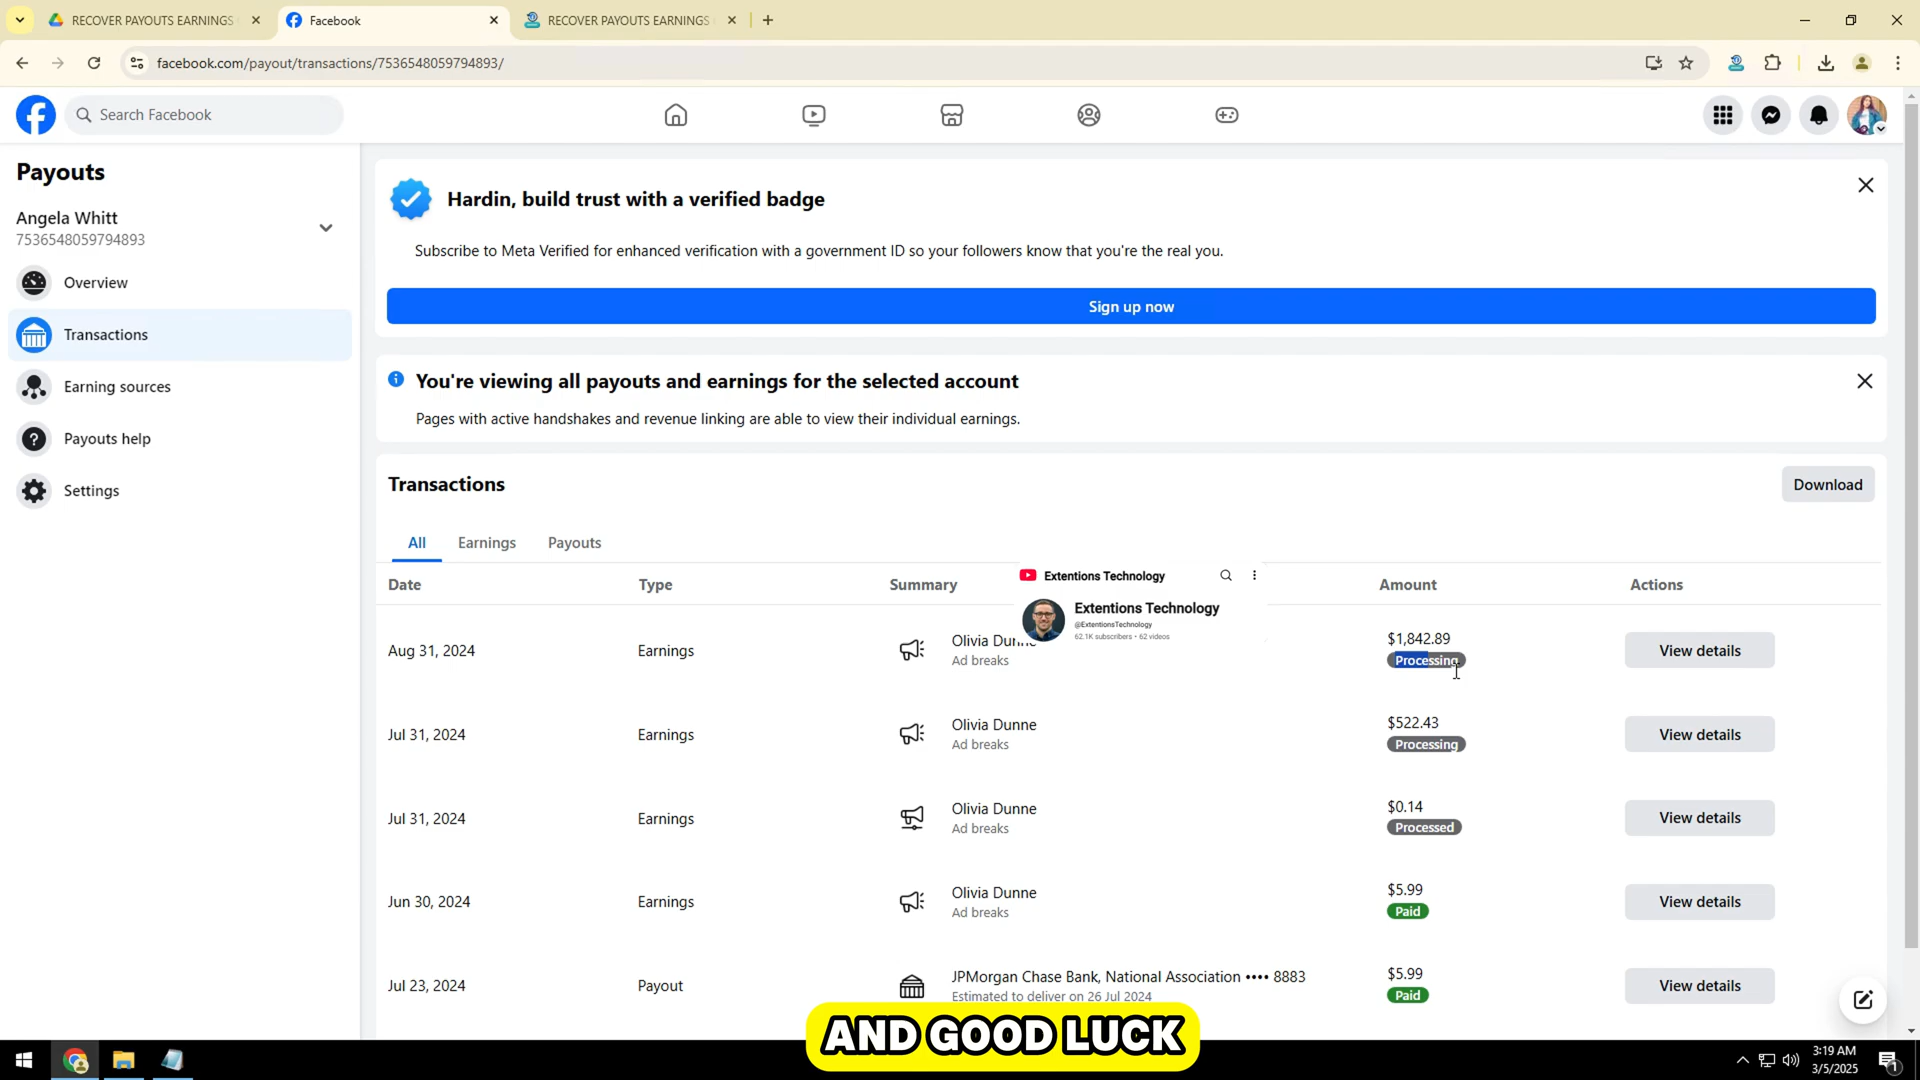 RECOVER PAYOUTS EARNINGS
Facebook
RECOVER PAYOUTS EARNINGS
facebook.com/payout/transactions/7536548059794893/
Search Facebook
Payouts
Angela Whitt
7536548059794893
Overview
Transactions
Earning sources
Payouts help
Settings
Hardin, build trust with a verified badge
Subscribe to Meta Verified for enhanced verification with a government ID so your followers know that you're the real you.
Sign up now
You're viewing all payouts and earnings for the selected account
Pages with active handshakes and revenue linking are able to view their individual earnings.
Transactions
Download
All Earnings Payouts
Date Type Summary Amount Actions
Extentions Technology
Extentions Technology
@ExtentionsTechnology
62.1K subscribers • 62 videos
Aug 31, 2024 Earnings Olivia Dunne $1,842.89 View details
Ad breaks Processing
Jul 31, 2024 Earnings Olivia Dunne $522.43 View details
Ad breaks Processing
Jul 31, 2024 Earnings Olivia Dunne $0.14 View details
Ad breaks Processed
Jun 30, 2024 Earnings Olivia Dunne $5.99 View details
Ad breaks Paid
Jul 23, 2024 Payout JPMorgan Chase Bank, National Association •••• 8883 $5.99 View details
Estimated to deliver on 26 Jul 2024 Paid
AND GOOD LUCK
3:19 AM
3/5/2025
1